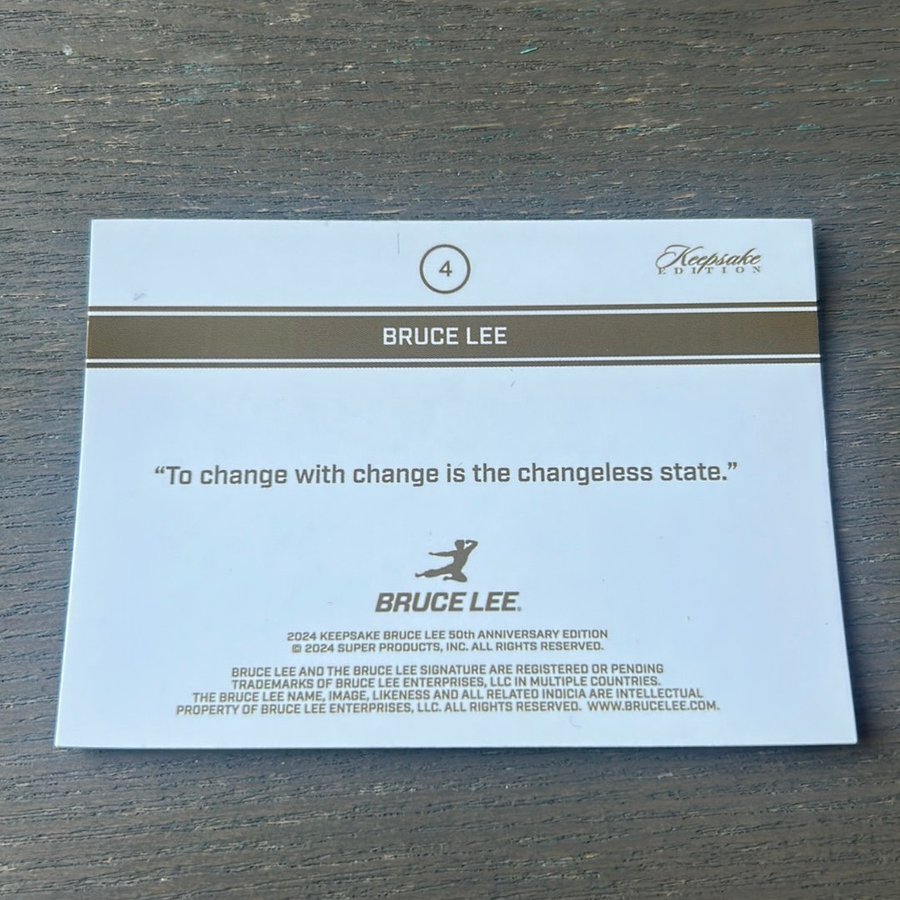 4
Keepsake
EDITION
BRUCE LEE
“To change with change is the changeless state.”
BRUCE LEE®
2024 KEEPSAKE BRUCE LEE 50th ANNIVERSARY EDITION
© 2024 SUPER PRODUCTS, INC. ALL RIGHTS RESERVED.
BRUCE LEE AND THE BRUCE LEE SIGNATURE ARE REGISTERED OR PENDING
TRADEMARKS OF BRUCE LEE ENTERPRISES, LLC IN MULTIPLE COUNTRIES.
THE BRUCE LEE NAME, IMAGE, LIKENESS AND ALL RELATED INDICIA ARE INTELLECTUAL
PROPERTY OF BRUCE LEE ENTERPRISES, LLC. ALL RIGHTS RESERVED. WWW.BRUCELEE.COM.